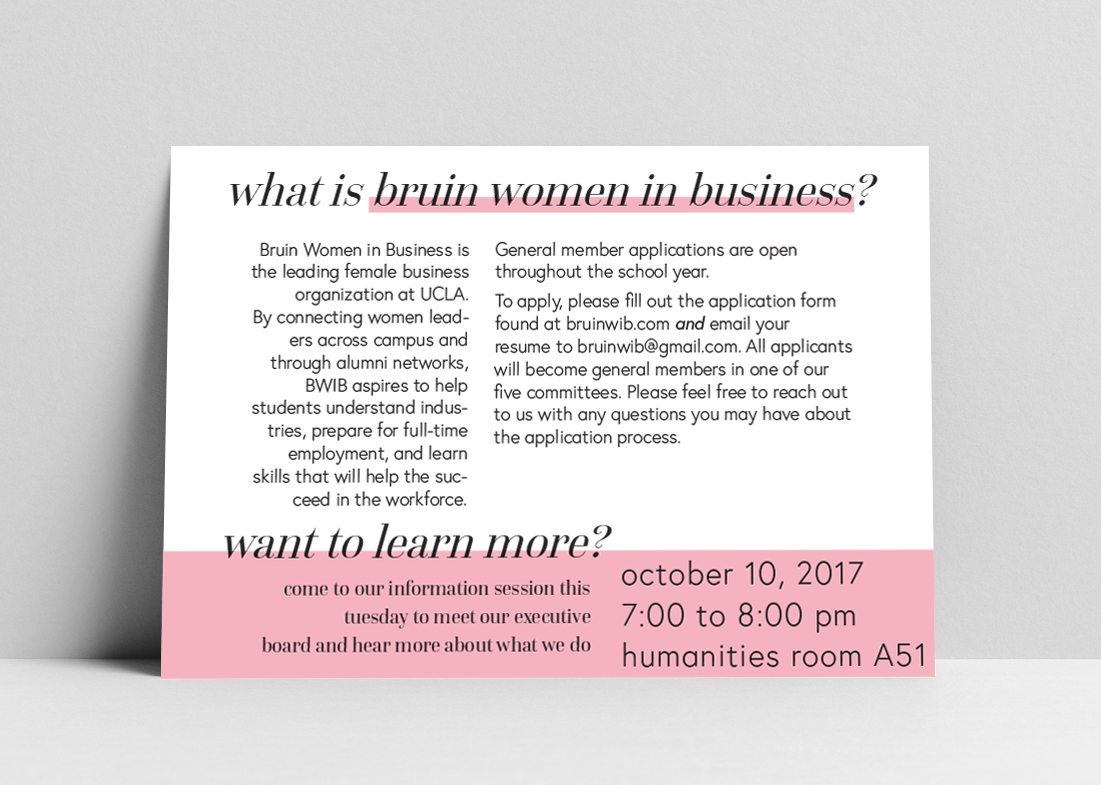 what is bruin women in business?
Bruin Women in Business is
the leading female business
organization at UCLA.
By connecting women lead-
ers across campus and
through alumni networks,
BWIB aspires to help
students understand indus-
tries, prepare for full-time
employment, and learn
skills that will help the suc-
ceed in the workforce.
General member applications are open
throughout the school year.
To apply, please fill out the application form
found at bruinwib.com and email your
resume to bruinwib@gmail.com. All applicants
will become general members in one of our
five committees. Please feel free to reach out
to us with any questions you may have about
the application process.
want to learn more?
come to our information session this
tuesday to meet our executive
board and hear more about what we do
october 10, 2017
7:00 to 8:00 pm
humanities room A51